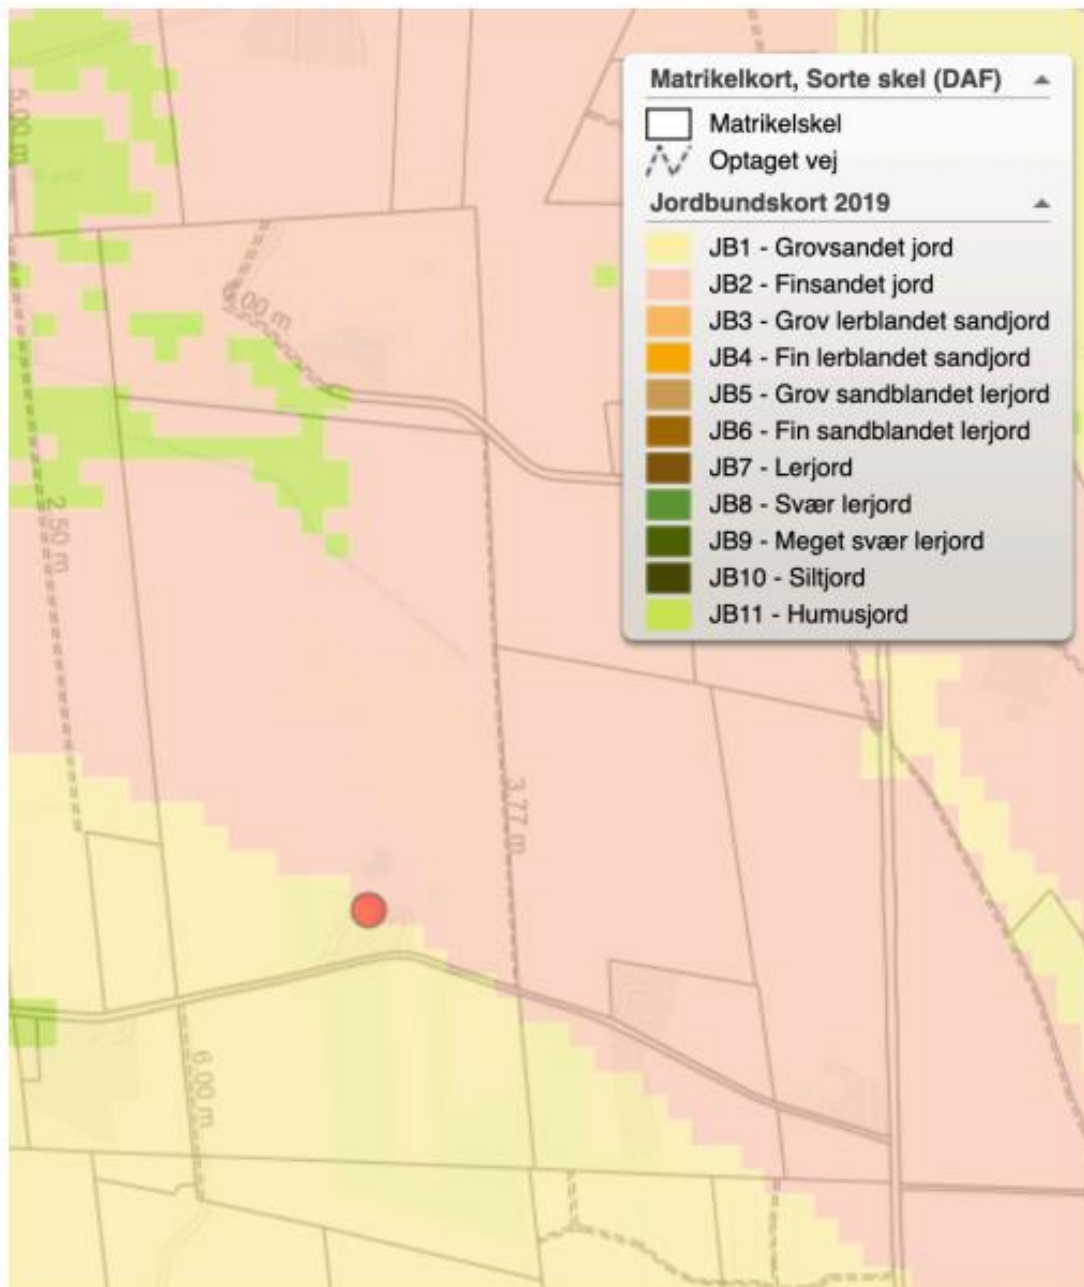 Matrikelkort, Sorte skel (DAF)
Matrikelskel
Optaget vej
Jordbundskort 2019
JB1 - Grovsandet jord
JB2 - Finsandet jord
JB3 - Grov lerblandet sandjord
JB4 - Fin lerblandet sandjord
JB5 - Grov sandblandet lerjord
JB6 - Fin sandblandet lerjord
JB7 - Lerjord
JB8 - Svær lerjord
JB9 - Meget svær lerjord
JB10 - Siltjord
JB11 - Humusjord
5.00 m
6.00 m
2.50 m
3.77 m
6.00 m